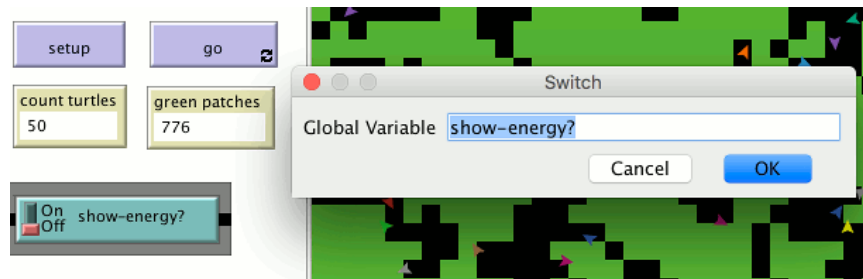 setup
go
count turtles
50
green patches
776
On
Off
show-energy?
Switch
Global Variable
show-energy?
Cancel
OK